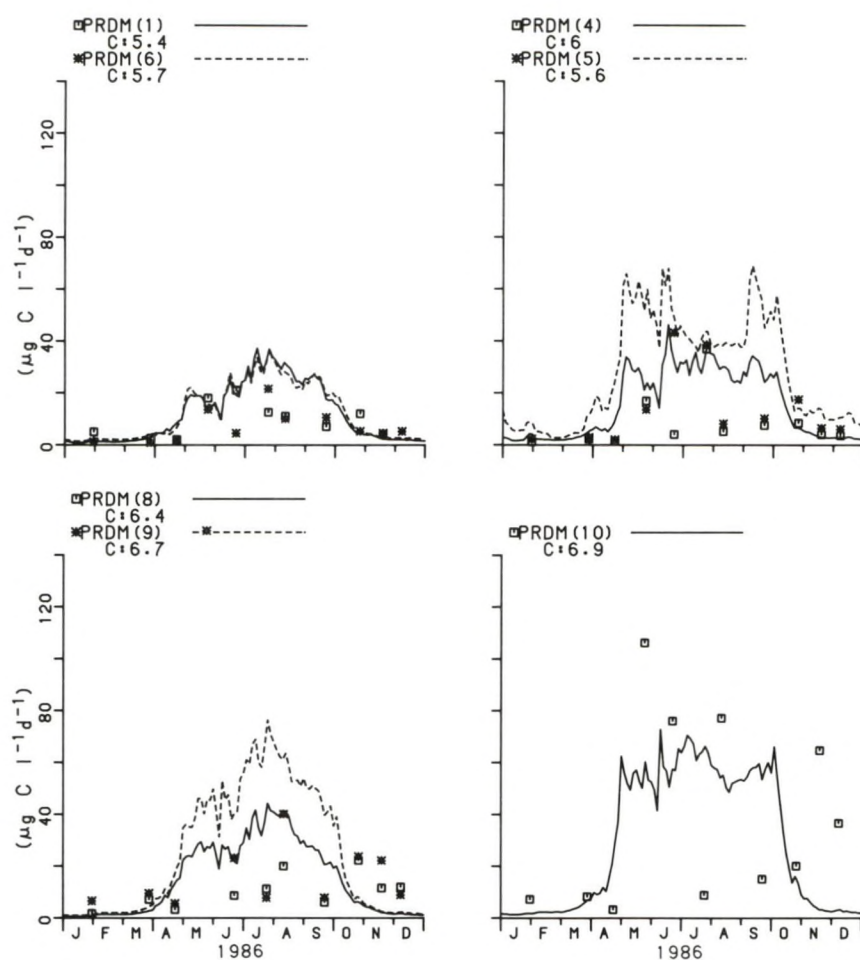 PRDM(1)
C:5.4
PRDM(6)
C:5.7
PRDM(4)
C:6
PRDM(5)
C:5.6
120
80
40
0
(μg C l⁻¹d⁻¹)
PRDM(8)
C:6.4
PRDM(9)
C:6.7
PRDM(10)
C:6.9
120
80
40
0
(μg C l⁻¹d⁻¹)
J F M A M J J A S O N D
1986
J F M A M J J A S O N D
1986